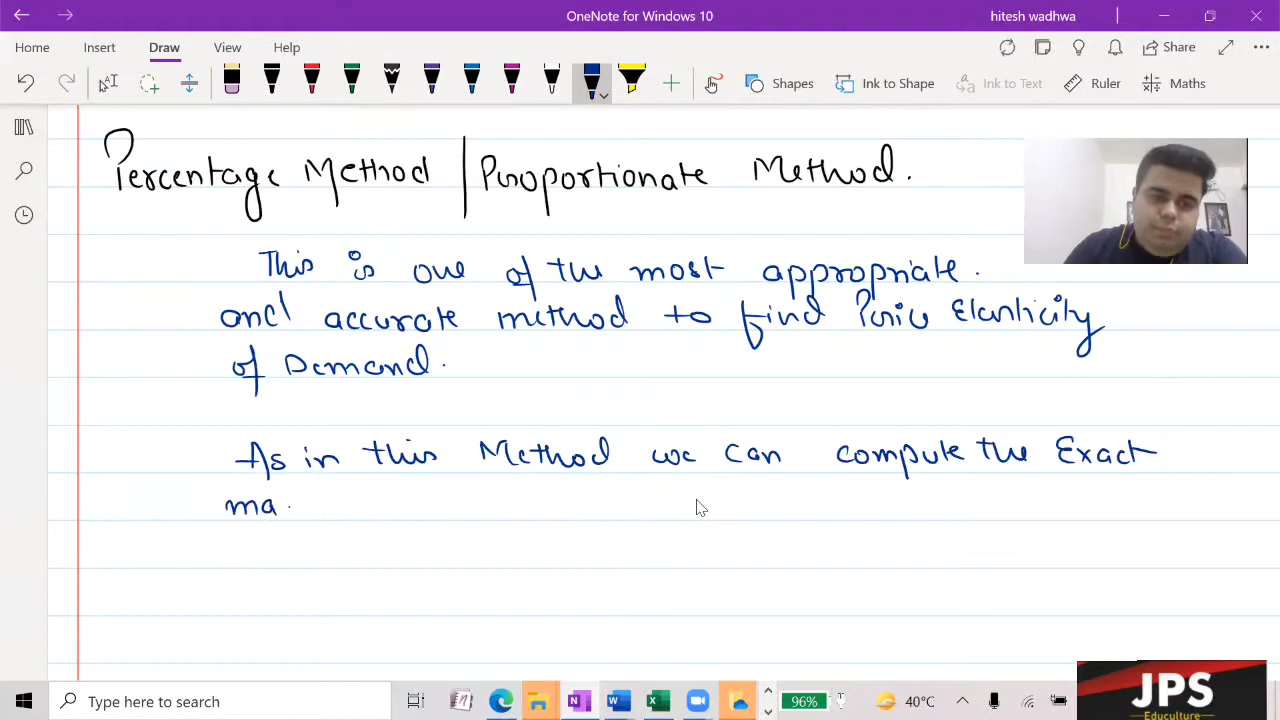 OneNote for Windows 10
hitesh wadhwa
Home Insert Draw View Help
Share
Shapes Ink to Shape Ink to Text Ruler Maths
Percentage Method | Proportionate Method.
This is one of the most appropriate.
and accurate method to find Price Elasticity
of Demand.
As in this Method we can compute the Exact
ma
Type here to search
96%
40°C
JPS
Educulture